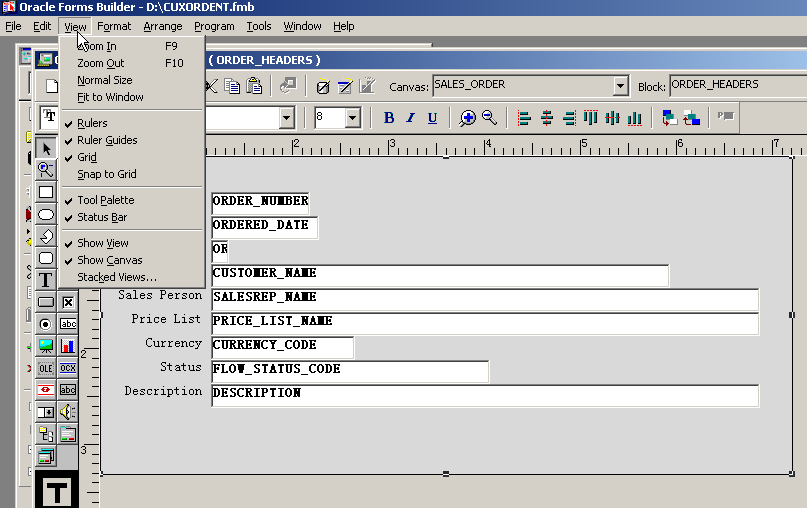 Oracle Forms Builder - D:\CUXORDENT.fmb
File Edit View Format Arrange Program Tools Window Help
( ORDER_HEADERS )
Zoom In F9
Zoom Out F10
Normal Size
Fit to Window
Rulers
Ruler Guides
Grid
Snap to Grid
Tool Palette
Status Bar
Show View
Show Canvas
Stacked Views...
Canvas: SALES_ORDER Block: ORDER_HEADERS
8 B I U
2 3 4 5 6 7
ORDER_NUMBER
ORDERED_DATE
OR
CUSTOMER_NAME
Sales Person SALESREP_NAME
Price List PRICE_LIST_NAME
Currency CURRENCY_CODE
Status FLOW_STATUS_CODE
Description DESCRIPTION
T
abc
OLE OCX
abc
2
3
T